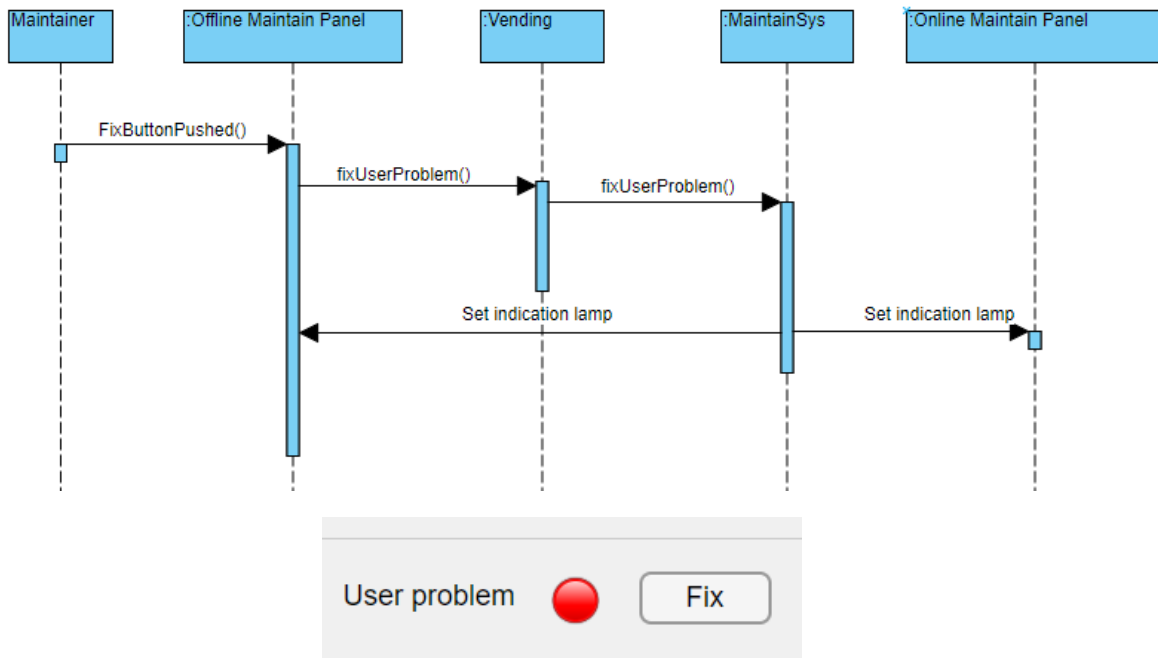 Maintainer
:Offline Maintain Panel
:Vending
:MaintainSys
:Online Maintain Panel
FixButtonPushed()
fixUserProblem()
fixUserProblem()
Set indication lamp
Set indication lamp
User problem
Fix